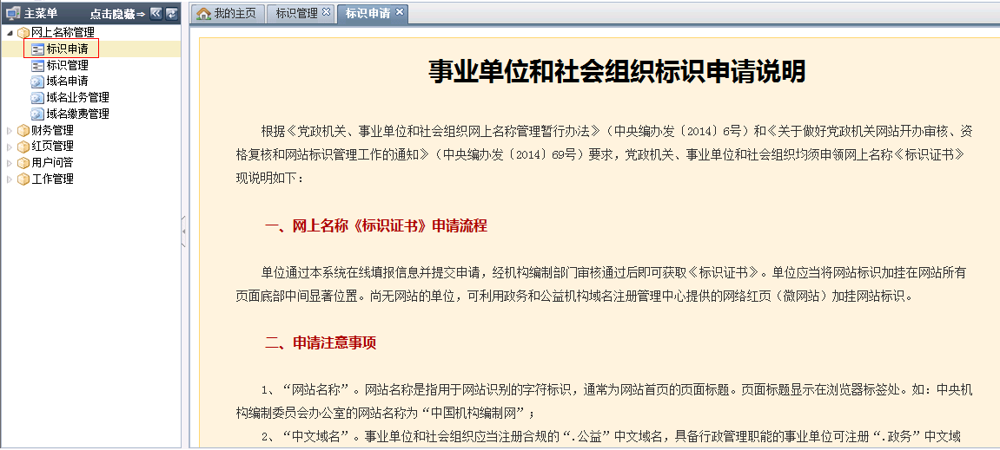 主菜单 点击隐藏⇒
网上名称管理
标识申请
标识管理
域名申请
域名业务管理
域名缴费管理
财务管理
红页管理
用户问答
工作管理
我的主页 标识管理 标识申请
事业单位和社会组织标识申请说明
根据《党政机关、事业单位和社会组织网上名称管理暂行办法》（中央编办发〔2014〕6号）和《关于做好党政机关网站开办审核、资
格复核和网站标识管理工作的通知》（中央编办发〔2014〕69号）要求，党政机关、事业单位和社会组织均须申领网上名称《标识证书》
现说明如下：
一、网上名称《标识证书》申请流程
单位通过本系统在线填报信息并提交申请，经机构编制部门审核通过后即可获取《标识证书》。单位应当将网站标识加挂在网站所有
页面底部中间显著位置。尚无网站的单位，可利用政务和公益机构域名注册管理中心提供的网络红页（微网站）加挂网站标识。
二、申请注意事项
1、“网站名称”。网站名称是指用于网站识别的字符标识，通常为网站首页的页面标题。页面标题显示在浏览器标签处。如：中央机
构编制委员会办公室的网站名称为“中国机构编制网”；
2、“中文域名”。事业单位和社会组织应当注册合规的“.公益”中文域名，具备行政管理职能的事业单位可注册“.政务”中文域